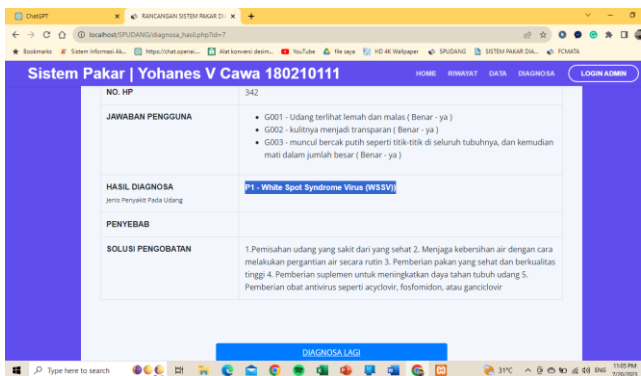 ChatGPT
RANCANGAN SISTEM PAKAR DI
localhost/SPUDANG/diagnosa_hasil.php?id=7
Bookmarks Sistem Informasi Ak... https://chat.openai... Alat konversi desim... YouTube file saya HD 4K Wallpaper SPUDANG SISTEM PAKAR DIA... FCMATA
Sistem Pakar | Yohanes V Cawa 180210111
HOME RIWAYAT DATA DIAGNOSA LOGIN ADMIN
NO. HP 342
JAWABAN PENGGUNA
G001 - Udang terlihat lemah dan malas ( Benar - ya )
G002 - kulitnya menjadi transparan ( Benar - ya )
G003 - muncul bercak putih seperti titik-titik di seluruh tubuhnya, dan kemudian
mati dalam jumlah besar ( Benar - ya )
HASIL DIAGNOSA
Jenis Penyakit Pada Udang
P1 - White Spot Syndrome Virus (WSSV))
PENYEBAB
SOLUSI PENGOBATAN
1.Pemisahan udang yang sakit dari yang sehat 2. Menjaga kebersihan air dengan cara
melakukan pergantian air secara rutin 3. Pemberian pakan yang sehat dan berkualitas
tinggi 4. Pemberian suplemen untuk meningkatkan daya tahan tubuh udang 5.
Pemberian obat antivirus seperti acyclovir, fosfomidon, atau ganciclovir
DIAGNOSA LAGI
Type here to search
31°C
ENG
11:05 PM
7/20/2023